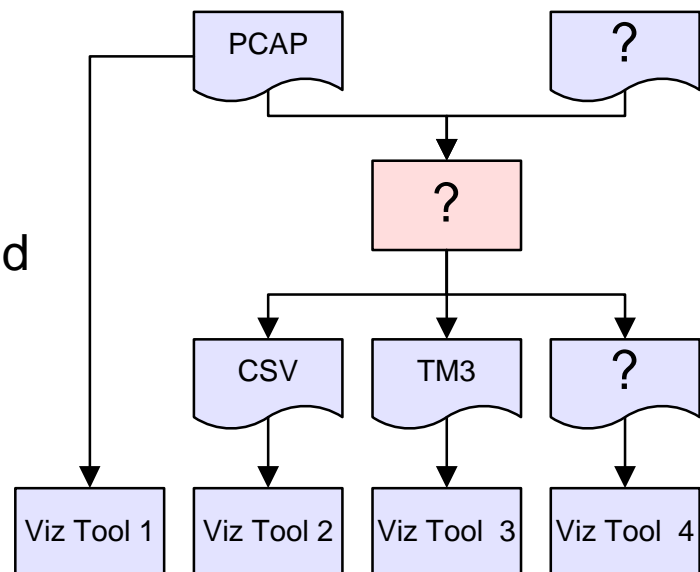 PCAP ?
?
d
CSV TM3 ?
Viz Tool 1 Viz Tool 2 Viz Tool 3 Viz Tool 4